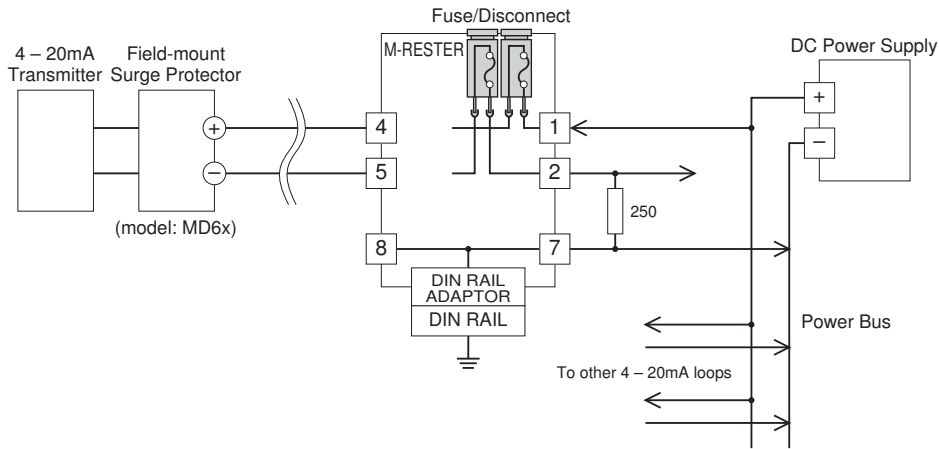 Fuse/Disconnect
M-RESTER
4 – 20mA
Transmitter
Field-mount
Surge Protector
DC Power Supply
+
–
+
–
4
5
8
1
2
7
250
(model: MD6x)
DIN RAIL
ADAPTOR
DIN RAIL
Power Bus
To other 4 – 20mA loops